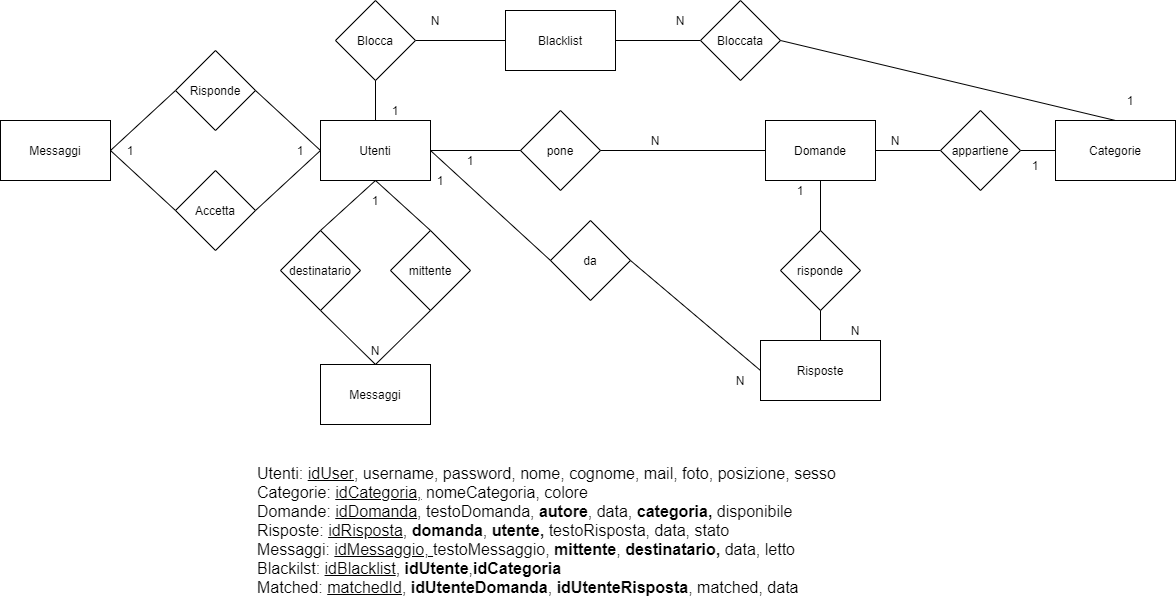 Blocca
N
Blacklist
N
Bloccata
Risponde
1
1
Messaggi
1
1
Utenti
1
pone
N
Domande
N
appartiene
1
Categorie
Accetta
1
1
1
destinatario
mittente
da
risponde
N
N
Messaggi
N
Risposte
Utenti: idUser, username, password, nome, cognome, mail, foto, posizione, sesso
Categorie: idCategoria, nomeCategoria, colore
Domande: idDomanda, testoDomanda, autore, data, categoria, disponibile
Risposte: idRisposta, domanda, utente, testoRisposta, data, stato
Messaggi: idMessaggio, testoMessaggio, mittente, destinatario, data, letto
Blackilst: idBlacklist, idUtente,idCategoria
Matched: matchedId, idUtenteDomanda, idUtenteRisposta, matched, data